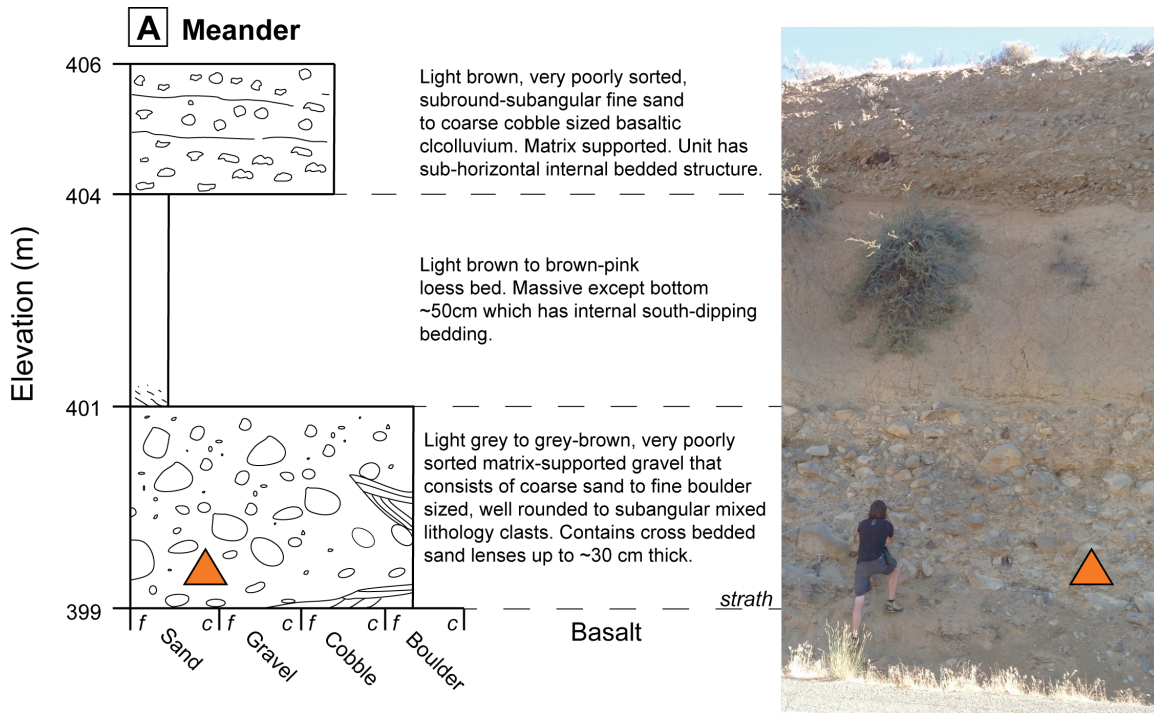 A Meander
406
Light brown, very poorly sorted,
subround-subangular fine sand
to coarse cobble sized basaltic
clcolluvium. Matrix supported. Unit has
sub-horizontal internal bedded structure.
404
Elevation (m)
Light brown to brown-pink
loess bed. Massive except bottom
~50cm which has internal south-dipping
bedding.
401
Light grey to grey-brown, very poorly
sorted matrix-supported gravel that
consists of coarse sand to fine boulder
sized, well rounded to subangular mixed
lithology clasts. Contains cross bedded
sand lenses up to ~30 cm thick.
strath
399
f c f c f c f c
Sand Gravel Cobble Boulder
Basalt